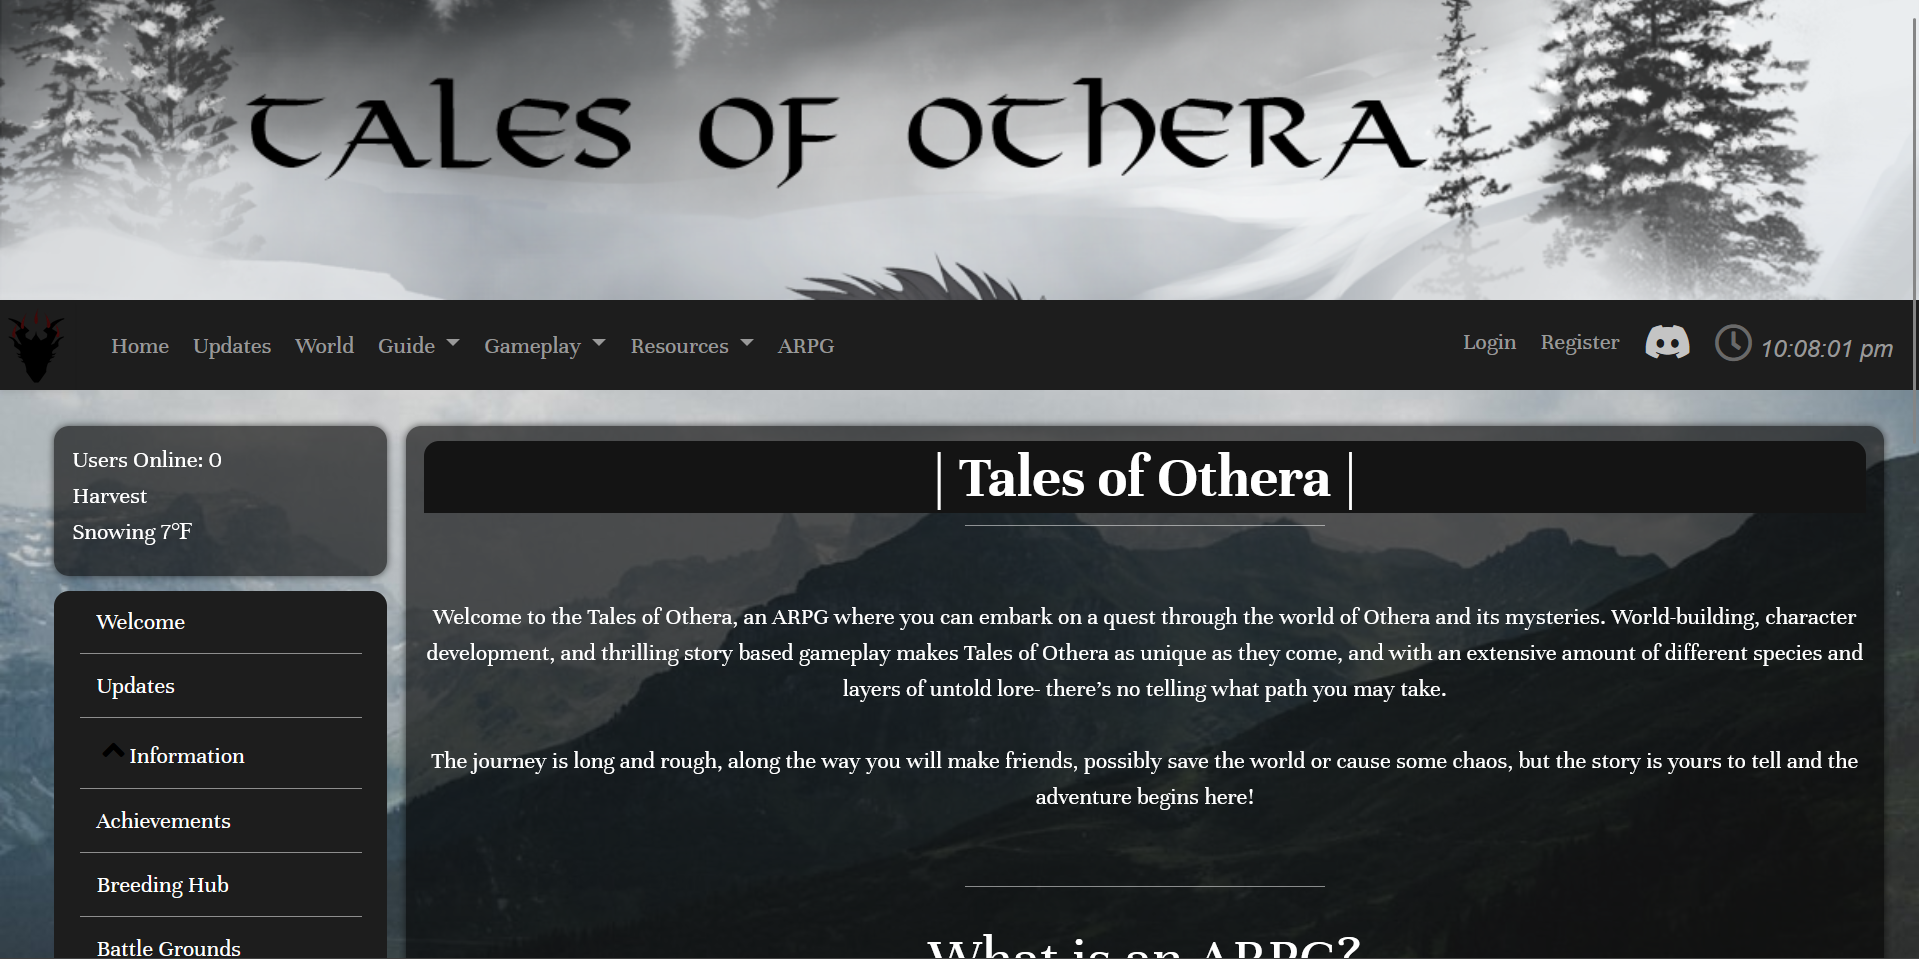 TALES OF OTHERA
Home Updates World Guide Gameplay Resources ARPG Login Register 10:08:01 pm
Users Online: 0
Harvest
Snowing 7°F
Welcome
Updates
Information
Achievements
Breeding Hub
Battle Grounds
| Tales of Othera |
Welcome to the Tales of Othera, an ARPG where you can embark on a quest through the world of Othera and its mysteries. World-building, character
development, and thrilling story based gameplay makes Tales of Othera as unique as they come, and with an extensive amount of different species and
layers of untold lore- there's no telling what path you may take.
The journey is long and rough, along the way you will make friends, possibly save the world or cause some chaos, but the story is yours to tell and the
adventure begins here!
What is an ARPG?